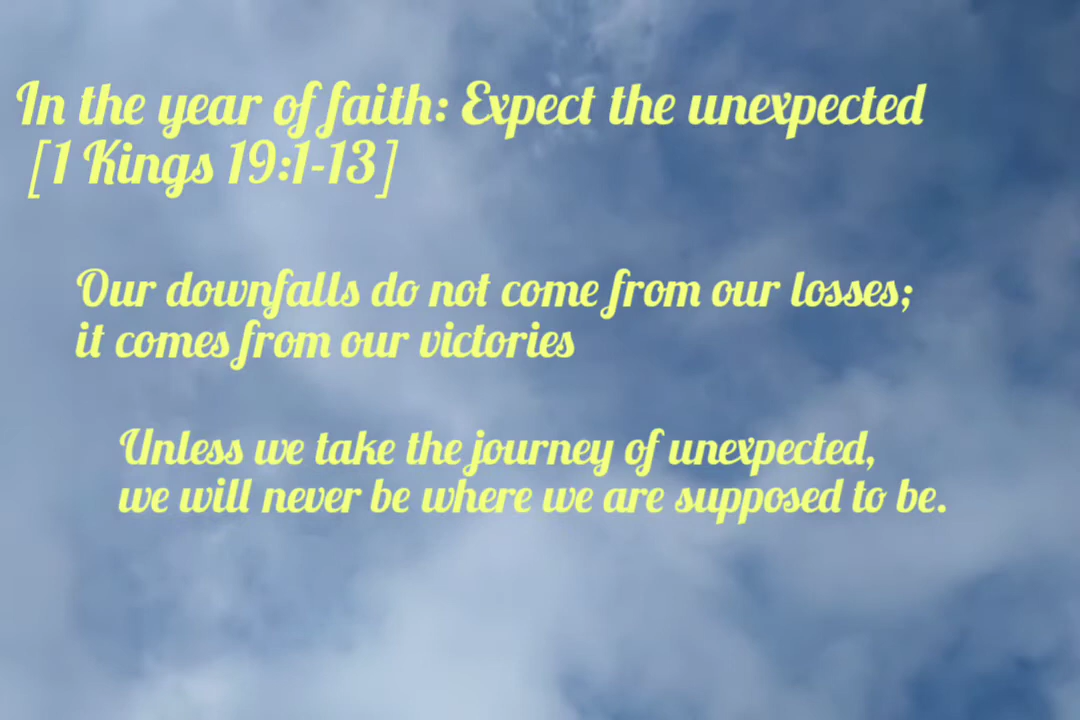 In the year of faith: Expect the unexpected
[1 Kings 19:1-13]
Our downfalls do not come from our losses;
it comes from our victories
Unless we take the journey of unexpected,
we will never be where we are supposed to be.